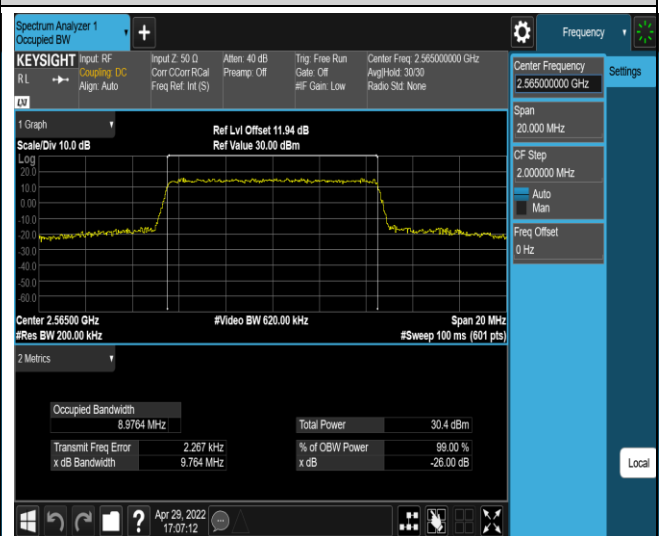 Spectrum Analyzer 1
Occupied BW
+
Frequency
KEYSIGHT
RL
LXI
Input: RF
Coupling: DC
Align: Auto
Input Z: 50 Ω
Corr CCorr RCal
Freq Ref: Int (S)
Atten: 40 dB
Preamp: Off
Trig: Free Run
Gate: Off
#IF Gain: Low
Center Freq: 2.565000000 GHz
Avg|Hold: 30/30
Radio Std: None
Center Frequency
2.565000000 GHz
Settings
Span
20.000 MHz
CF Step
2.000000 MHz
Auto
Man
Freq Offset
0 Hz
1 Graph
Scale/Div 10.0 dB
Ref Lvl Offset 11.94 dB
Ref Value 30.00 dBm
Log
20.0
10.0
0.00
-10.0
-20.0
-30.0
-40.0
-50.0
-60.0
Center 2.56500 GHz
#Video BW 620.00 kHz
Span 20 MHz
#Res BW 200.00 kHz
#Sweep 100 ms (601 pts)
2 Metrics
Occupied Bandwidth
8.9764 MHz
Total Power 30.4 dBm
Transmit Freq Error 2.267 kHz
% of OBW Power 99.00 %
x dB Bandwidth 9.764 MHz
x dB -26.00 dB
Local
?
Apr 29, 2022
17:07:12